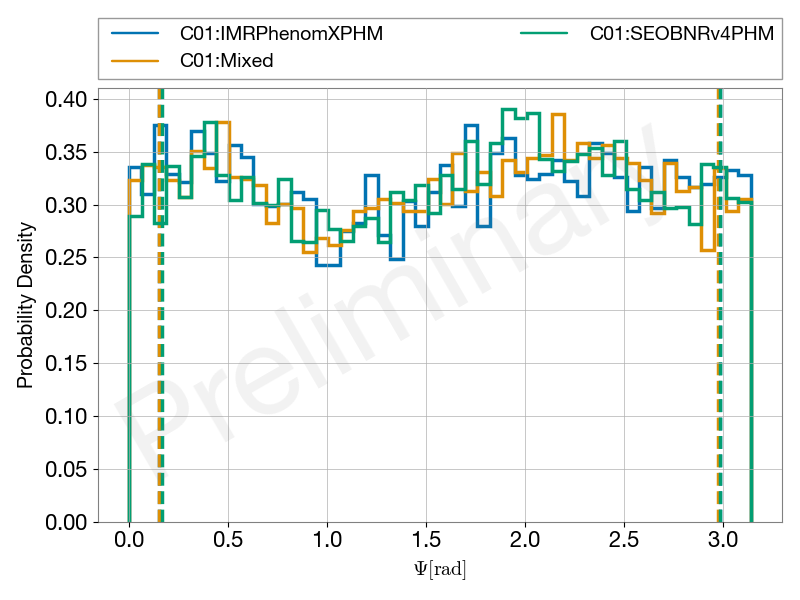 C01:IMRPhenomXPHM
C01:Mixed
C01:SEOBNRv4PHM
0.40
0.35
0.30
0.25
0.20
0.15
0.10
0.05
0.00
Probability Density
Preliminary
0.0 0.5 1.0 1.5 2.0 2.5 3.0
Ψ[rad]